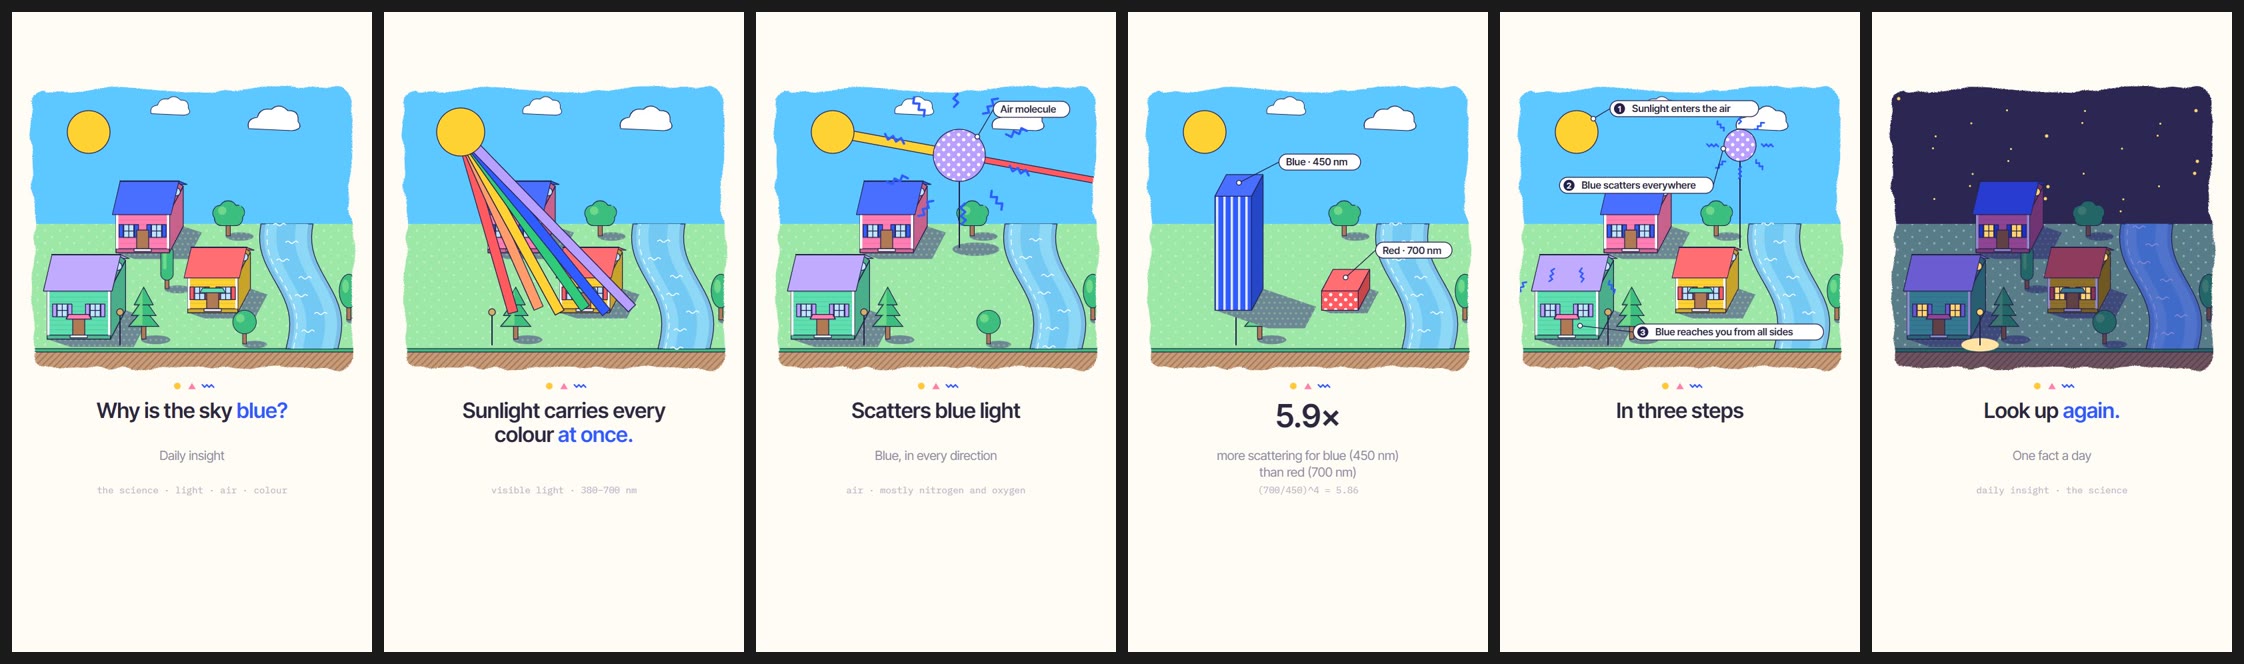 Why is the sky blue?
Daily insight
the science · light · air · colour
Sunlight carries every
colour at once.
visible light · 380–700 nm
Air molecule
Scatters blue light
Blue, in every direction
air · mostly nitrogen and oxygen
Blue · 450 nm
Red · 700 nm
5.9×
more scattering for blue (450 nm)
than red (700 nm)
(700/450)^4 = 5.86
1 Sunlight enters the air
2 Blue scatters everywhere
3 Blue reaches you from all sides
In three steps
Look up again.
One fact a day
daily insight · the science